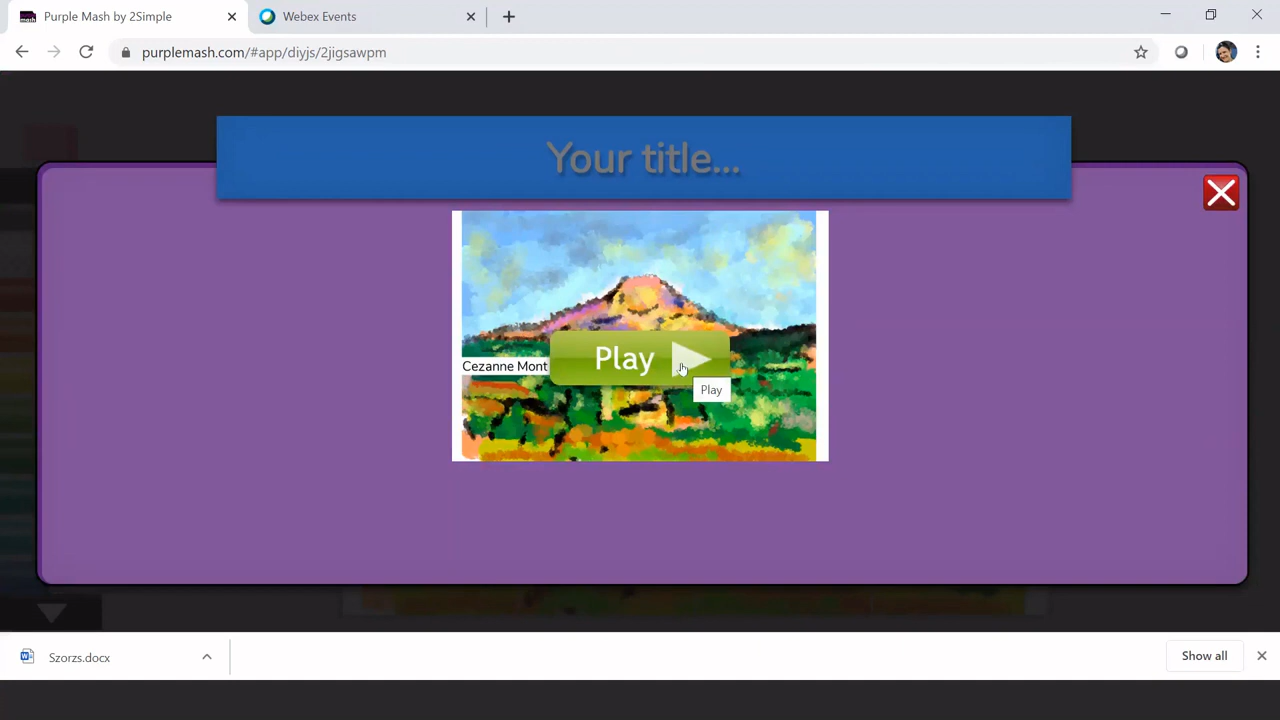 Purple Mash by 2Simple
Webex Events
purplemash.com/#app/diyjs/2jigsawpm
Your title...
Cezanne Mont
Play
Play
Szorzs.docx
Show all